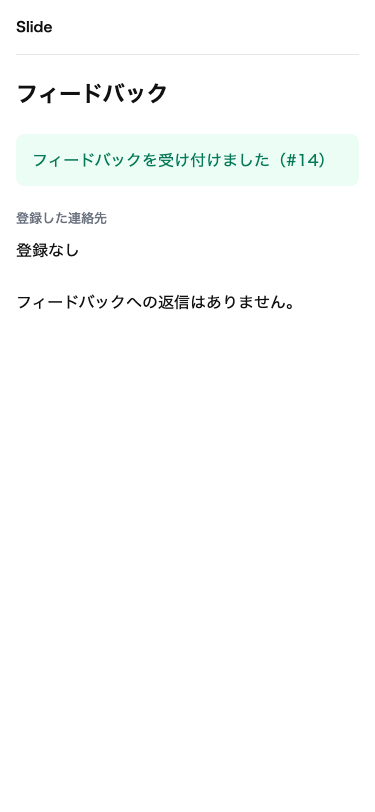 Slide
フィードバック
フィードバックを受け付けました（#14）
登録した連絡先
登録なし
フィードバックへの返信はありません。